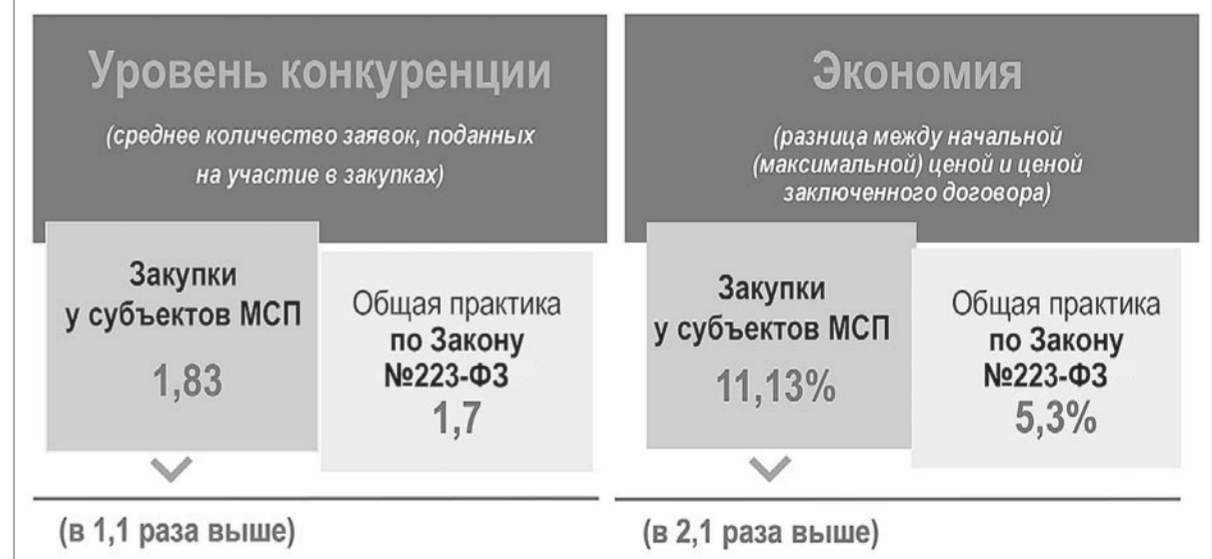 Уровень конкуренции
(среднее количество заявок, поданных
на участие в закупках)
Закупки
у субъектов МСП
1,83
Общая практика
по Закону
№223-ФЗ
1,7
(в 1,1 раза выше)
Экономия
(разница между начальной
(максимальной) ценой и ценой
заключенного договора)
Закупки
у субъектов МСП
11,13%
Общая практика
по Закону
№223-ФЗ
5,3%
(в 2,1 раза выше)